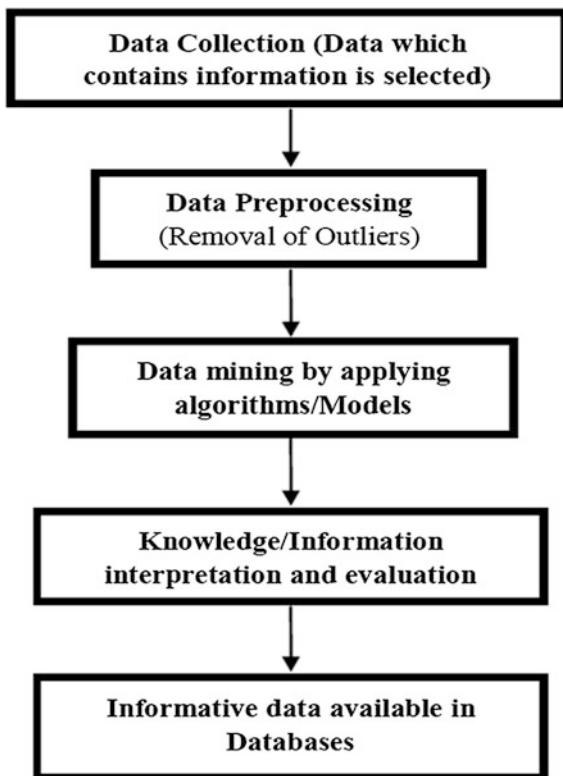 Data Collection (Data which
contains information is selected)
Data Preprocessing
(Removal of Outliers)
Data mining by applying
algorithms/Models
Knowledge/Information
interpretation and evaluation
Informative data available in
Databases